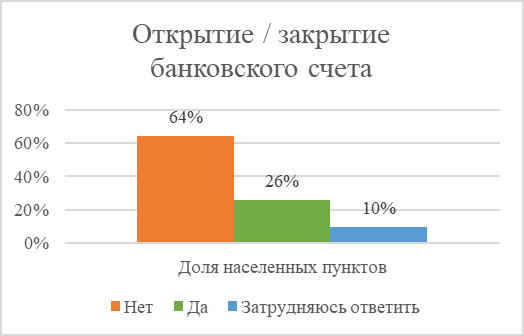 Открытие / закрытие
банковского счета
80%
64%
60%
40%
26%
20%
10%
0%
Доля населенных пунктов
Нет Да Затрудняюсь ответить